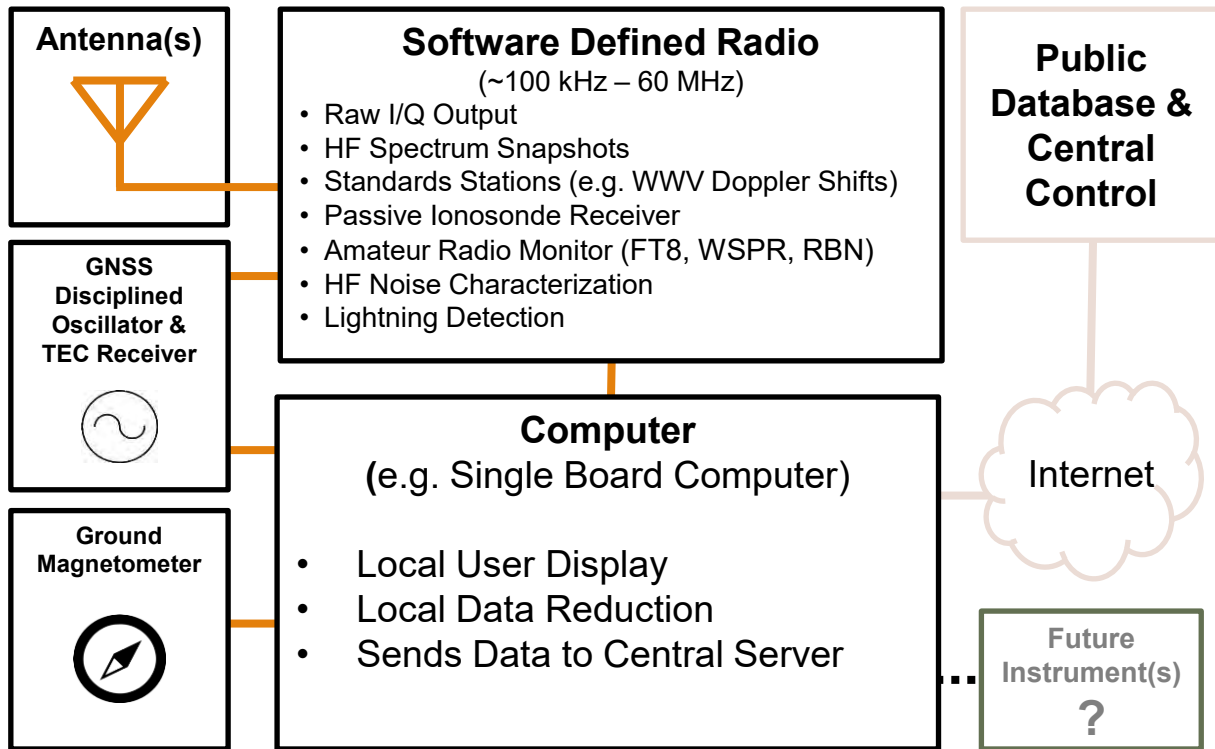 Antenna(s)
Software Defined Radio
(~100 kHz – 60 MHz)
• Raw I/Q Output
• HF Spectrum Snapshots
• Standards Stations (e.g. WWV Doppler Shifts)
• Passive Ionosonde Receiver
• Amateur Radio Monitor (FT8, WSPR, RBN)
• HF Noise Characterization
• Lightning Detection
Public
Database &
Central
Control
GNSS
Disciplined
Oscillator &
TEC Receiver
Computer
(e.g. Single Board Computer)
• Local User Display
• Local Data Reduction
• Sends Data to Central Server
Internet
Ground
Magnetometer
Future
Instrument(s)
?